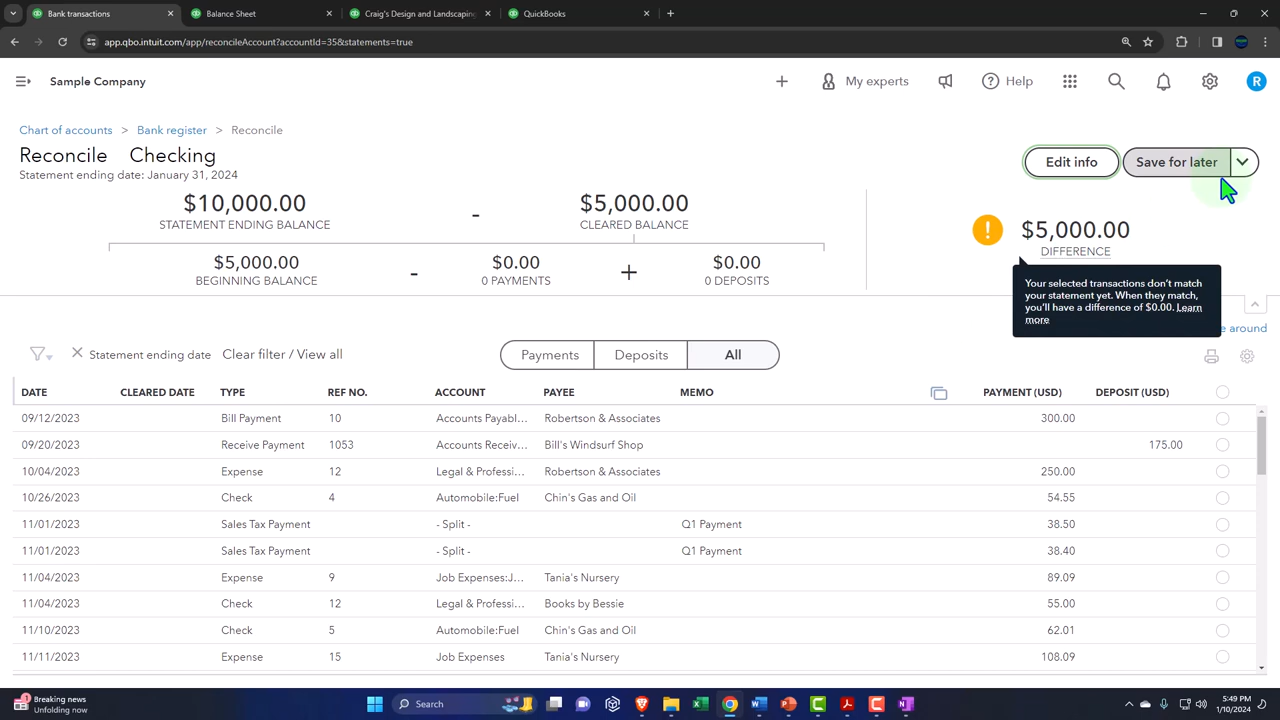 Bank transactions
Balance Sheet
Craig's Design and Landscaping
QuickBooks
app.qbo.intuit.com/app/reconcileAccount?accountId=35&statements=true
Sample Company
My experts
Help
R
Chart of accounts > Bank register > Reconcile
Reconcile Checking
Statement ending date: January 31, 2024
Edit info
Save for later
$10,000.00 - $5,000.00
STATEMENT ENDING BALANCE CLEARED BALANCE
$5,000.00
DIFFERENCE
$5,000.00 - $0.00 + $0.00
BEGINNING BALANCE 0 PAYMENTS 0 DEPOSITS
Your selected transactions don't match
your statement yet. When they match,
you'll have a difference of $0.00. Learn
more
e around
Statement ending date Clear filter / View all
Payments Deposits All
DATE CLEARED DATE TYPE REF NO. ACCOUNT PAYEE MEMO PAYMENT (USD) DEPOSIT (USD)
09/12/2023 Bill Payment 10 Accounts Payabl... Robertson & Associates 300.00
09/20/2023 Receive Payment 1053 Accounts Receiv... Bill's Windsurf Shop 175.00
10/04/2023 Expense 12 Legal & Professi... Robertson & Associates 250.00
10/26/2023 Check 4 Automobile:Fuel Chin's Gas and Oil 54.55
11/01/2023 Sales Tax Payment - Split - Q1 Payment 38.50
11/01/2023 Sales Tax Payment - Split - Q1 Payment 38.40
11/04/2023 Expense 9 Job Expenses:J... Tania's Nursery 89.09
11/04/2023 Check 12 Legal & Professi... Books by Bessie 55.00
11/10/2023 Check 5 Automobile:Fuel Chin's Gas and Oil 62.01
11/11/2023 Expense 15 Job Expenses Tania's Nursery 108.09
1
Breaking news
Unfolding now
Search
5:49 PM
1/10/2024